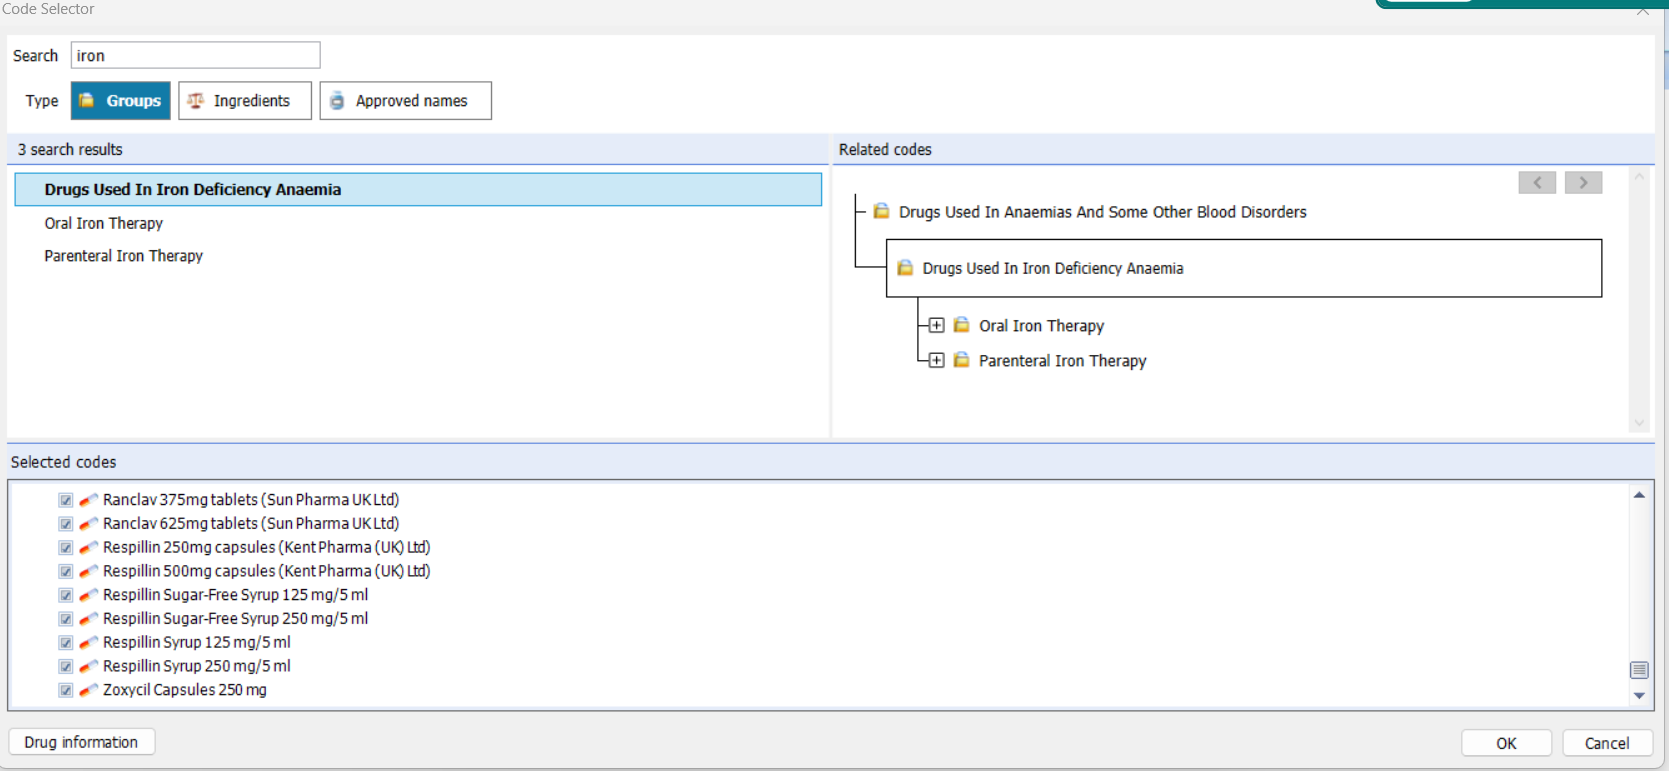 Code Selector
Search iron
Type Groups Ingredients Approved names
3 search results
Drugs Used In Iron Deficiency Anaemia
Oral Iron Therapy
Parenteral Iron Therapy
Related codes
Drugs Used In Anaemias And Some Other Blood Disorders
Drugs Used In Iron Deficiency Anaemia
Oral Iron Therapy
Parenteral Iron Therapy
Selected codes
Ranclav 375mg tablets (Sun Pharma UK Ltd)
Ranclav 625mg tablets (Sun Pharma UK Ltd)
Respillin 250mg capsules (Kent Pharma (UK) Ltd)
Respillin 500mg capsules (Kent Pharma (UK) Ltd)
Respillin Sugar-Free Syrup 125 mg/5 ml
Respillin Sugar-Free Syrup 250 mg/5 ml
Respillin Syrup 125 mg/5 ml
Respillin Syrup 250 mg/5 ml
Zoxycil Capsules 250 mg
Drug information OK Cancel